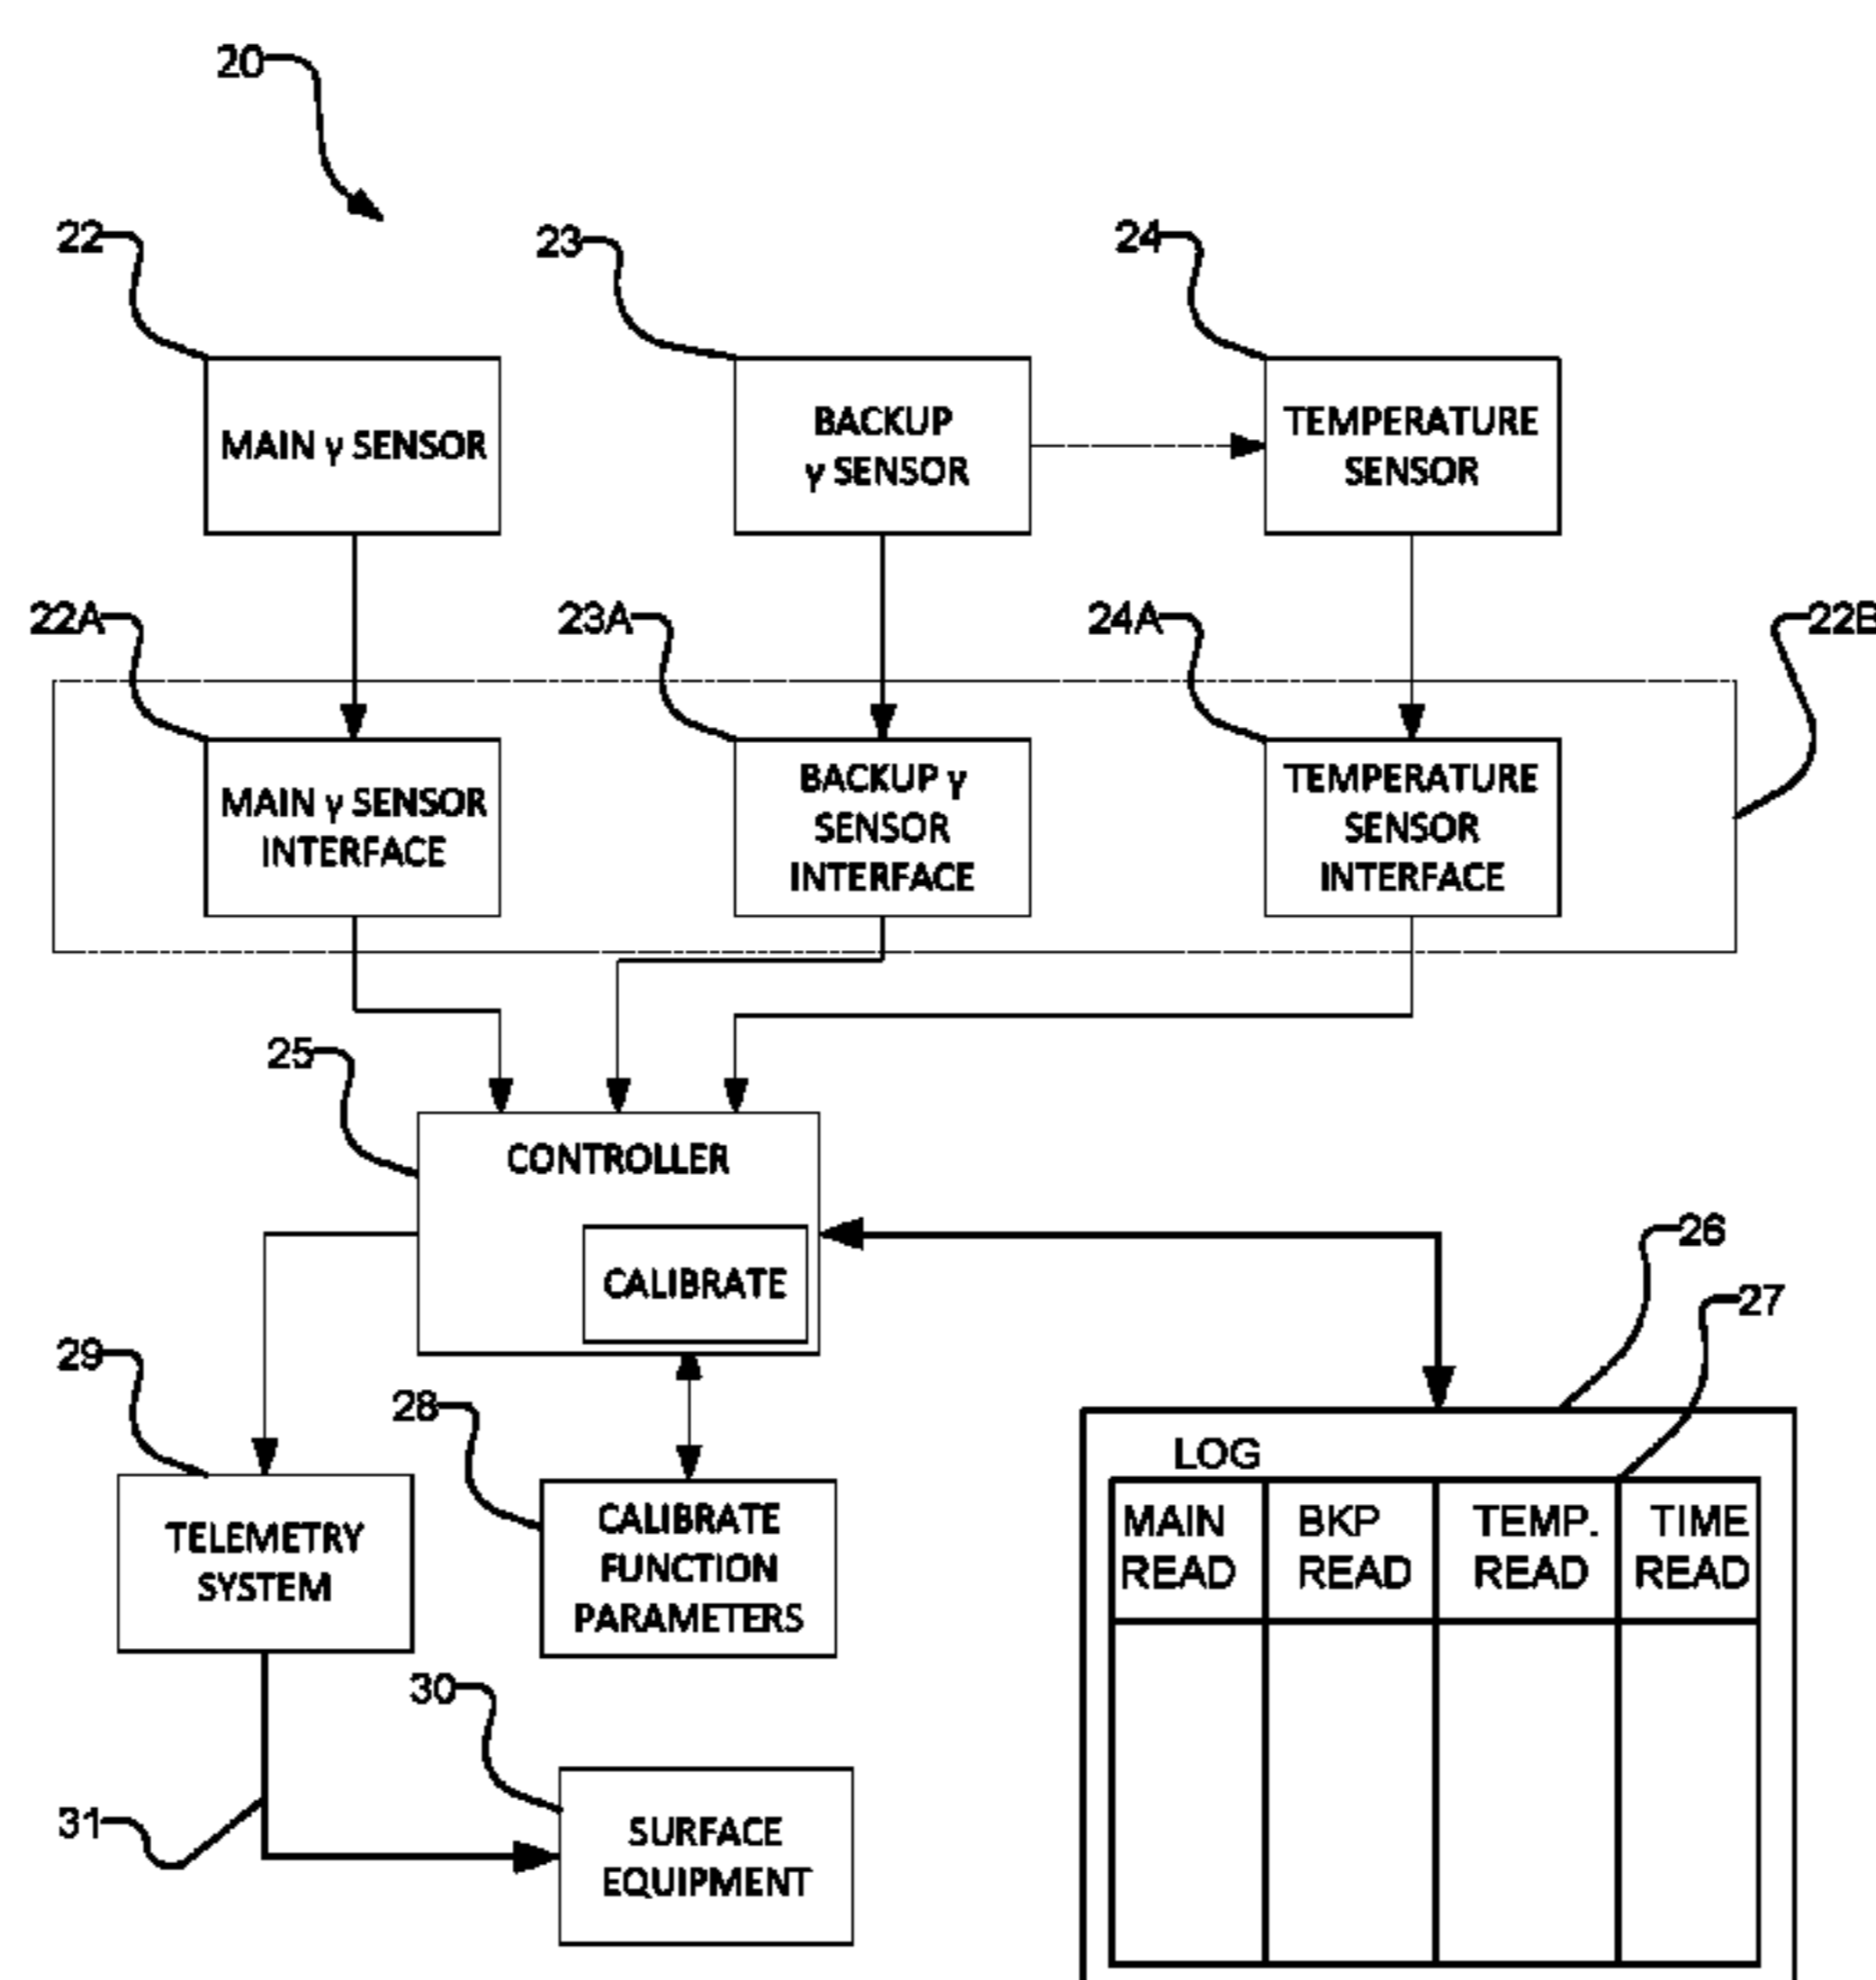 20
22
23
24
MAIN γ SENSOR
BACKUP
γ SENSOR
TEMPERATURE
SENSOR
22A
23A
24A
22B
MAIN γ SENSOR
INTERFACE
BACKUP γ
SENSOR
INTERFACE
TEMPERATURE
SENSOR
INTERFACE
25
CONTROLLER
CALIBRATE
26
27
29
28
TELEMETRY
SYSTEM
CALIBRATE
FUNCTION
PARAMETERS
LOG
MAIN
READ
BKP
READ
TEMP.
READ
TIME
READ
30
31
SURFACE
EQUIPMENT